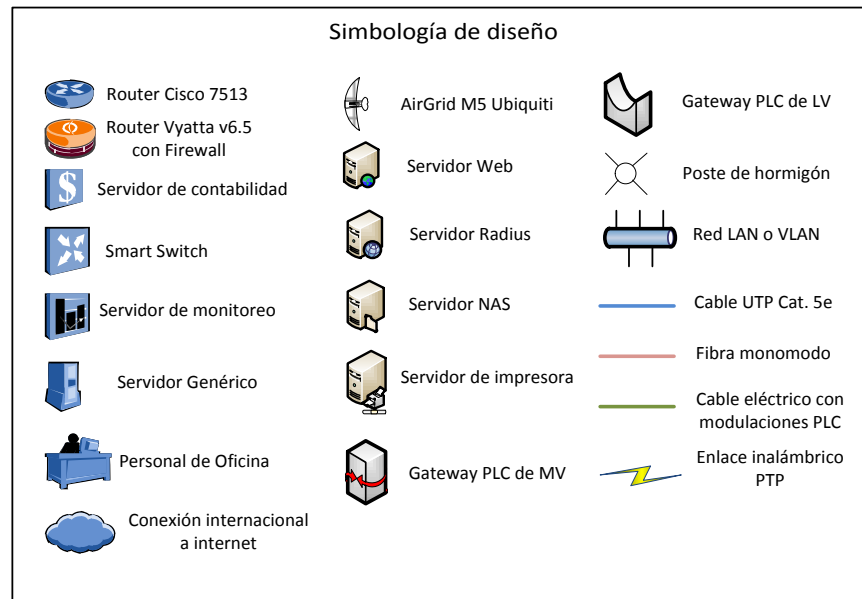 Simbología de diseño
Router Cisco 7513
Router Vyatta v6.5
con Firewall
$
Servidor de contabilidad
Smart Switch
Servidor de monitoreo
Servidor Genérico
Personal de Oficina
Conexión internacional
a internet
AirGrid M5 Ubiquiti
Servidor Web
Servidor Radius
Servidor NAS
Servidor de impresora
Gateway PLC de MV
Gateway PLC de LV
Poste de hormigón
Red LAN o VLAN
Cable UTP Cat. 5e
Fibra monomodo
Cable eléctrico con
modulaciones PLC
Enlace inalámbrico
PTP